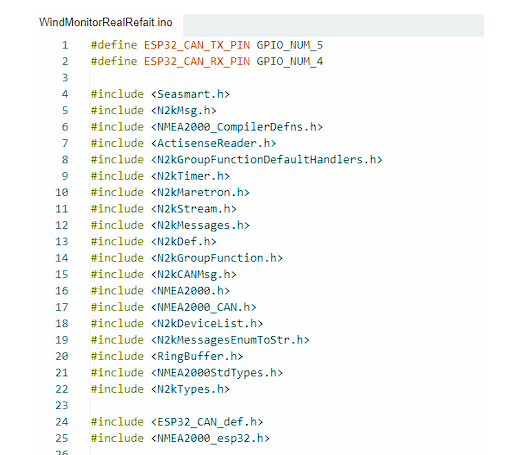 WindMonitorRealRefait.ino
1 #define ESP32_CAN_TX_PIN GPIO_NUM_5
2 #define ESP32_CAN_RX_PIN GPIO_NUM_4
3
4 #include <Seasmart.h>
5 #include <N2kMsg.h>
6 #include <NMEA2000_CompilerDefns.h>
7 #include <ActisenseReader.h>
8 #include <N2kGroupFunctionDefaultHandlers.h>
9 #include <N2kTimer.h>
10 #include <N2kMaretron.h>
11 #include <N2kStream.h>
12 #include <N2kMessages.h>
13 #include <N2kDef.h>
14 #include <N2kGroupFunction.h>
15 #include <N2kCANMsg.h>
16 #include <NMEA2000.h>
17 #include <NMEA2000_CAN.h>
18 #include <N2kDeviceList.h>
19 #include <N2kMessagesEnumToStr.h>
20 #include <RingBuffer.h>
21 #include <NMEA2000StdTypes.h>
22 #include <N2kTypes.h>
23
24 #include <ESP32_CAN_def.h>
25 #include <NMEA2000_esp32.h>
26